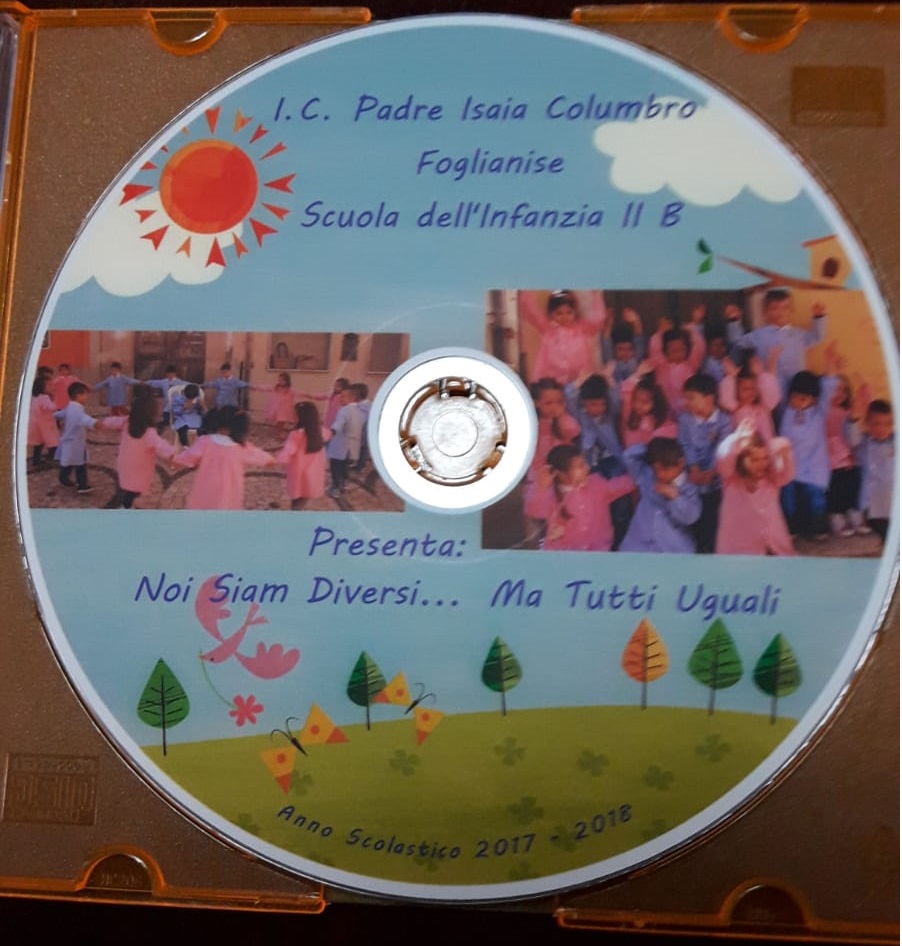 I.C. Padre Isaia Columbro
Foglianise
Scuola dell'Infanzia II B
Presenta:
Noi Siam Diversi... Ma Tutti Uguali
Anno Scolastico 2017 - 2018